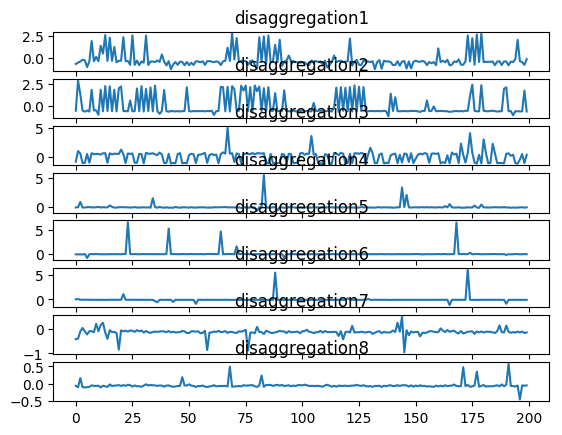 disaggregation1
2.5
0.0
disaggregation2
2.5
0.0
disaggregation3
5
0
disaggregation4
5
0
disaggregation5
5
0
disaggregation6
5
0
disaggregation7
0
−1
disaggregation8
0.5
0.0
−0.5
0 25 50 75 100 125 150 175 200